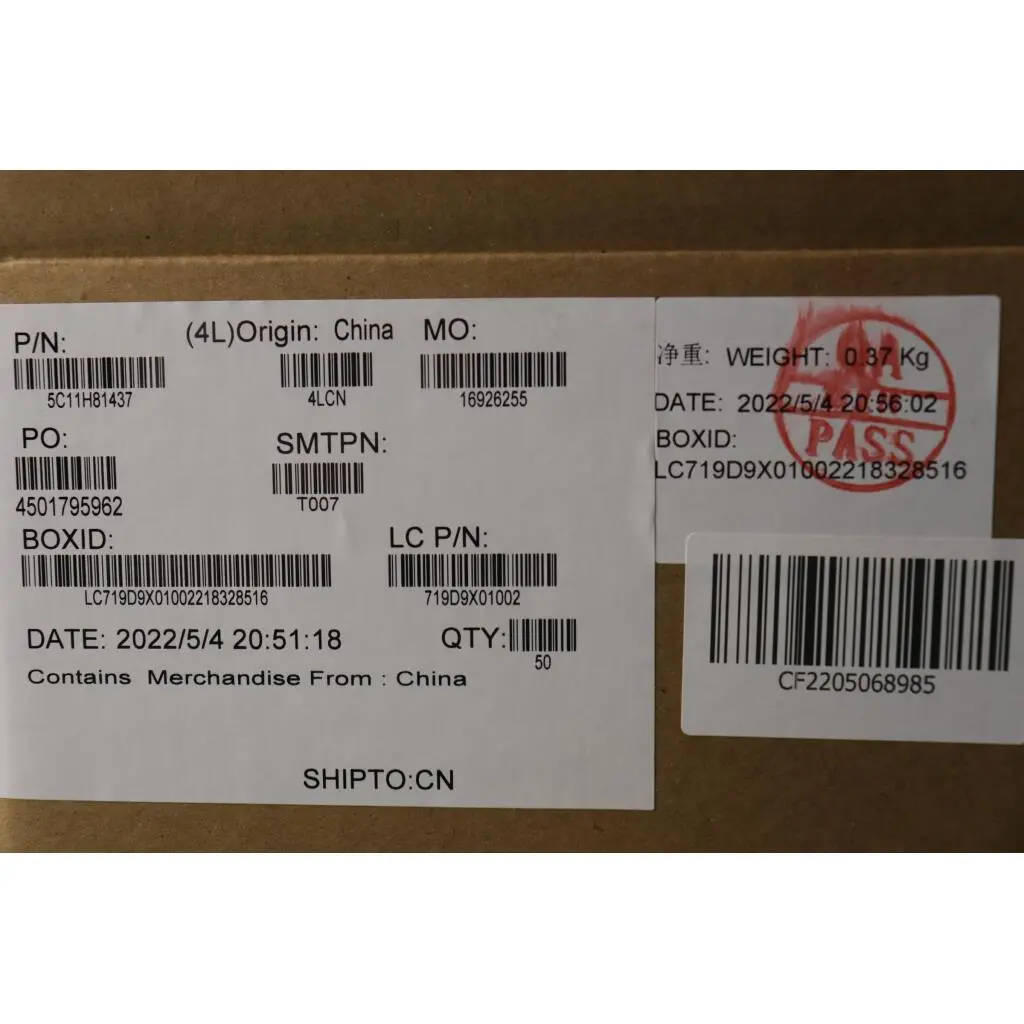 P/N:
5C11H81437
(4L)Origin: China
4LCN
MO:
16926255
PO:
4501795962
SMTPN:
T007
BOXID:
LC719D9X01002218328516
LC P/N:
719D9X01002
DATE: 2022/5/4 20:51:18
QTY:
50
Contains Merchandise From : China
SHIPTO:CN
净重: WEIGHT: 0.37 Kg
DATE: 2022/5/4 20:56:02
BOXID:
LC719D9X01002218328516
PASS
CF2205068985